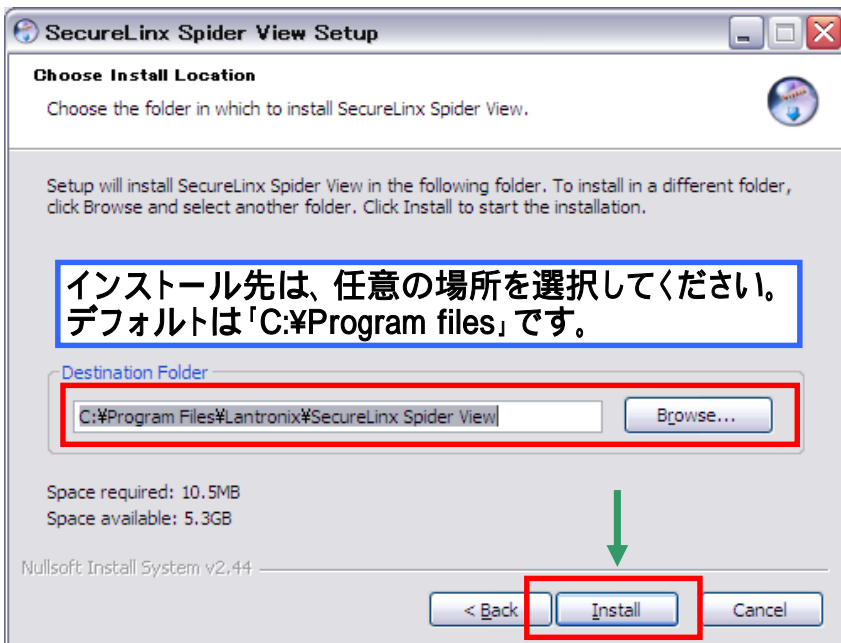 SecureLinx Spider View Setup
Choose Install Location
Choose the folder in which to install SecureLinx Spider View.
Setup will install SecureLinx Spider View in the following folder. To install in a different folder,
click Browse and select another folder. Click Install to start the installation.
インストール先は、任意の場所を選択してください。
デフォルトは「C:¥Program files」です。
Destination Folder
C:¥Program Files¥Lantronix¥SecureLinx Spider View
Browse...
Space required: 10.5MB
Space available: 5.3GB
Nullsoft Install System v2.44
< Back
Install
Cancel